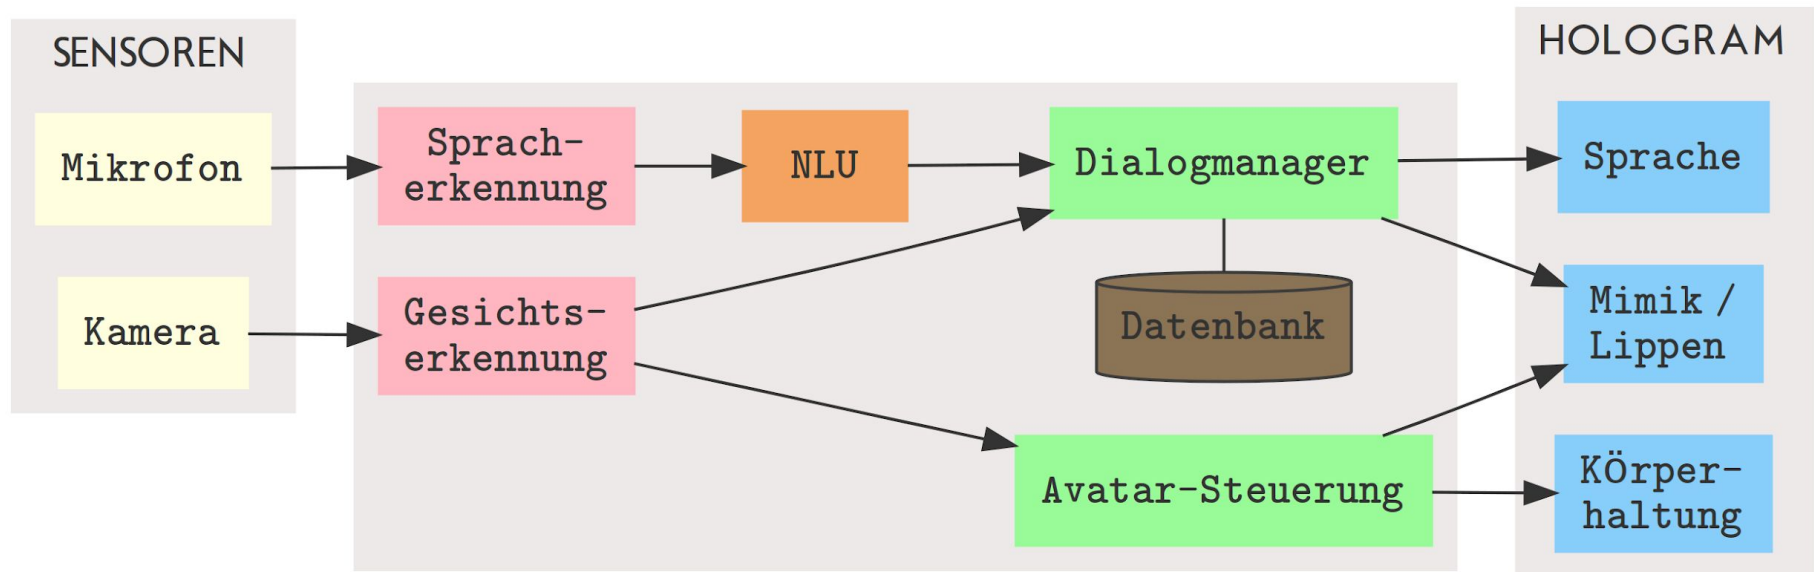 SENSOREN
Mikrofon
Kamera
Sprach-
erkennung
Gesichts-
erkennung
NLU
Dialogmanager
Datenbank
Avatar-Steuerung
HOLOGRAM
Sprache
Mimik /
Lippen
KÖrper-
haltung